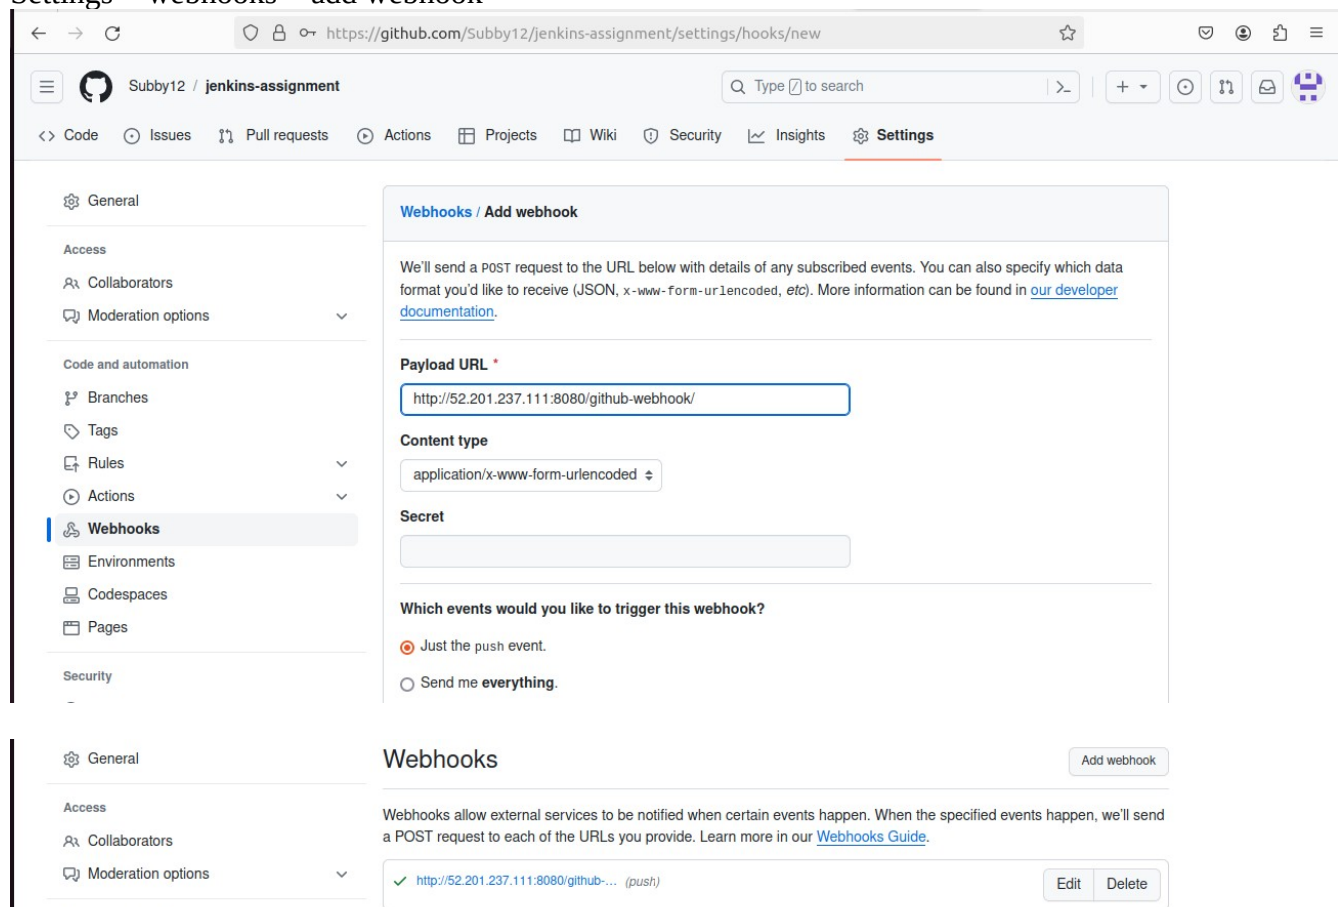 Settings webhooks add webhook
https://github.com/Subby12/jenkins-assignment/settings/hooks/new
Subby12 / jenkins-assignment
Type / to search
Code
Issues
Pull requests
Actions
Projects
Wiki
Security
Insights
Settings
General
Access
Collaborators
Moderation options
Code and automation
Branches
Tags
Rules
Actions
Webhooks
Environments
Codespaces
Pages
Security
Webhooks / Add webhook
We'll send a POST request to the URL below with details of any subscribed events. You can also specify which data
format you'd like to receive (JSON, x-www-form-urlencoded, etc). More information can be found in our developer
documentation.
Payload URL *
http://52.201.237.111:8080/github-webhook/
Content type
application/x-www-form-urlencoded
Secret
Which events would you like to trigger this webhook?
Just the push event.
Send me everything.
General
Access
Collaborators
Moderation options
Webhooks
Add webhook
Webhooks allow external services to be notified when certain events happen. When the specified events happen, we'll send
a POST request to each of the URLs you provide. Learn more in our Webhooks Guide.
http://52.201.237.111:8080/github-... (push)
Edit
Delete